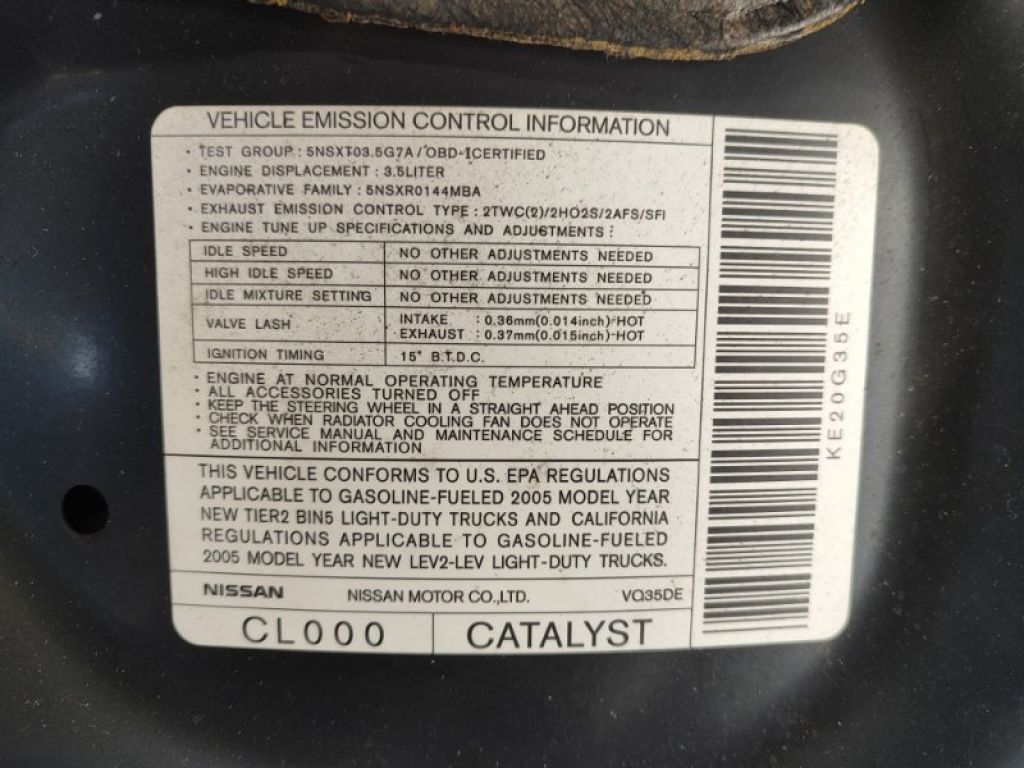 VEHICLE EMISSION CONTROL INFORMATION
· TEST GROUP : 5NSXT03.5G7A / OBD-ⅠCERTIFIED
· ENGINE DISPLACEMENT : 3.5LITER
· EVAPORATIVE FAMILY : 5NSXR0144MBA
· EXHAUST EMISSION CONTROL TYPE : 2TWC(2)/2HO2S/2AFS/SFI
· ENGINE TUNE UP SPECIFICATIONS AND ADJUSTMENTS :
IDLE SPEED NO OTHER ADJUSTMENTS NEEDED
HIGH IDLE SPEED NO OTHER ADJUSTMENTS NEEDED
IDLE MIXTURE SETTING NO OTHER ADJUSTMENTS NEEDED
VALVE LASH INTAKE : 0.36mm(0.014inch)-HOT
EXHAUST : 0.37mm(0.015inch)-HOT
IGNITION TIMING 15° B.T.D.C.
· ENGINE AT NORMAL OPERATING TEMPERATURE
· ALL ACCESSORIES TURNED OFF
· KEEP THE STEERING WHEEL IN A STRAIGHT AHEAD POSITION
· CHECK WHEN RADIATOR COOLING FAN DOES NOT OPERATE
· SEE SERVICE MANUAL AND MAINTENANCE SCHEDULE FOR
ADDITIONAL INFORMATION
THIS VEHICLE CONFORMS TO U.S. EPA REGULATIONS
APPLICABLE TO GASOLINE-FUELED 2005 MODEL YEAR
NEW TIER2 BIN5 LIGHT-DUTY TRUCKS AND CALIFORNIA
REGULATIONS APPLICABLE TO GASOLINE-FUELED
2005 MODEL YEAR NEW LEV2-LEV LIGHT-DUTY TRUCKS.
NISSAN NISSAN MOTOR CO.,LTD. VQ35DE
CL000 CATALYST
KE20G35E